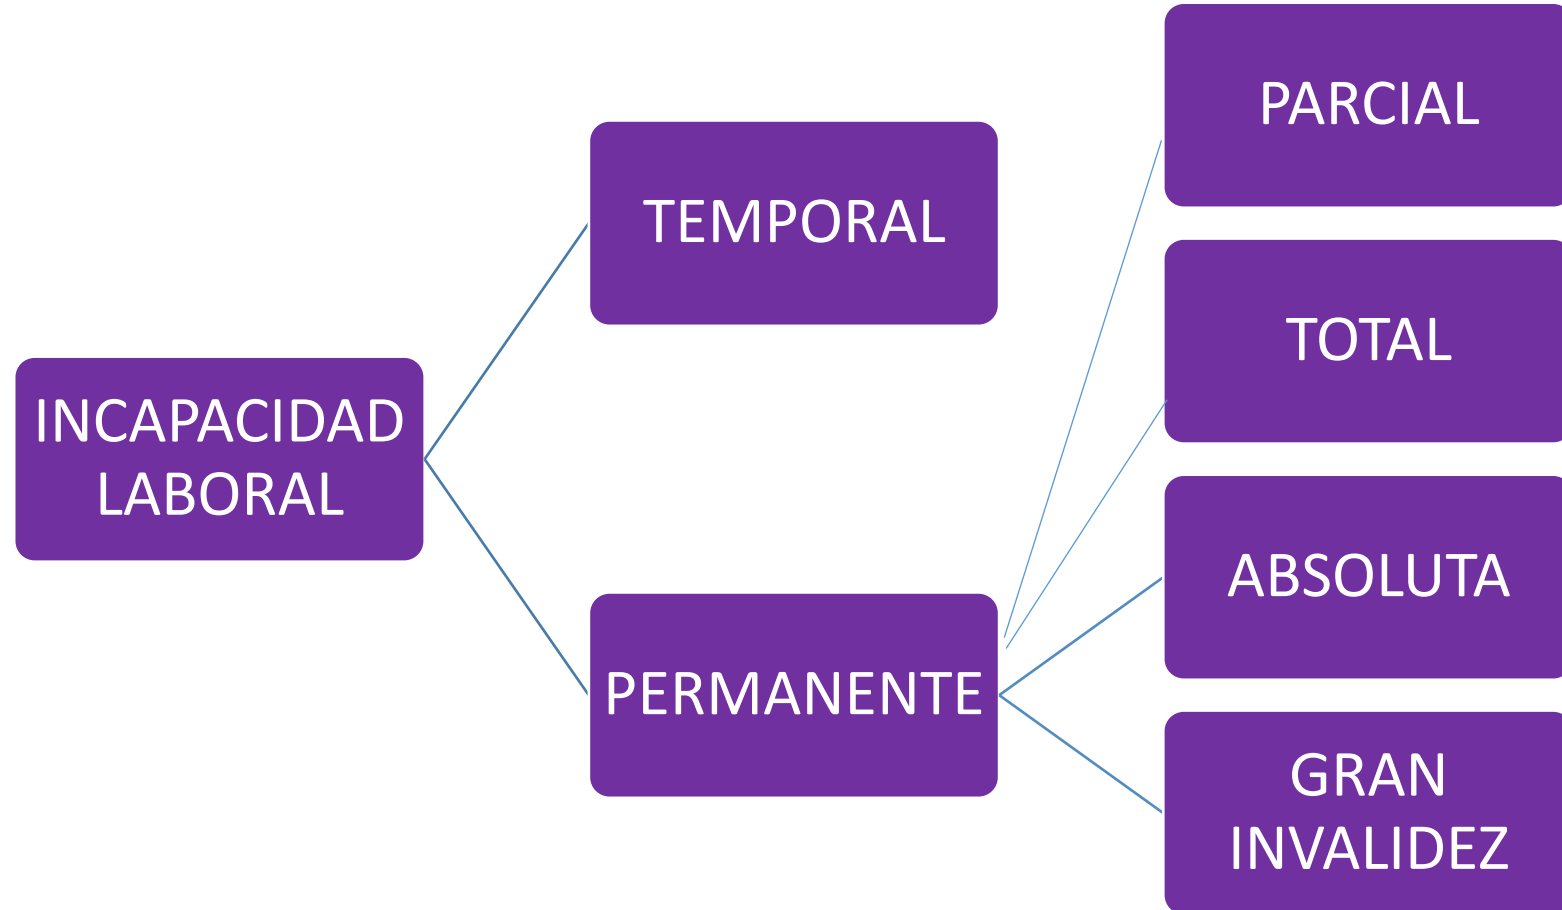 INCAPACIDAD
LABORAL
TEMPORAL
PERMANENTE
PARCIAL
TOTAL
ABSOLUTA
GRAN
INVALIDEZ